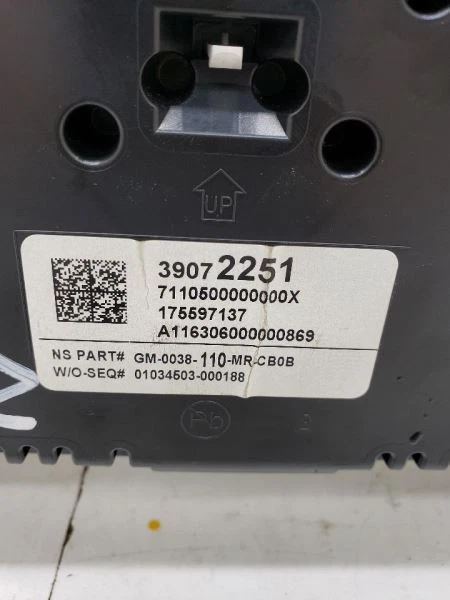 UP
39072251
7110500000000X
175597137
A116306000000869
NS PART# GM-0038-110-MR-CB0B
W/O-SEQ# 01034503-000188
Pb